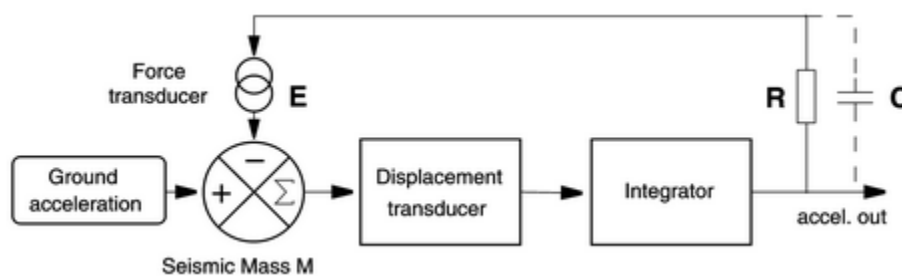 Force
transducer
E
R
C
Ground
acceleration
+
−
Σ
Displacement
transducer
Integrator
accel. out
Seismic Mass M